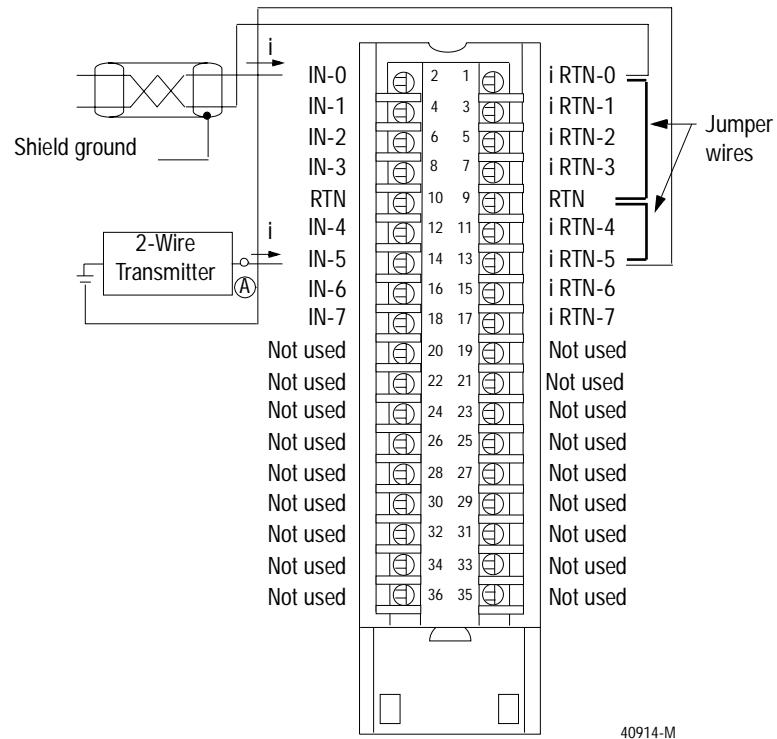 i
IN-0 2 1 i RTN-0
IN-1 4 3 i RTN-1
IN-2 6 5 i RTN-2
Shield ground
Jumper
wires
IN-3 8 7 i RTN-3
RTN 10 9 RTN
i
IN-4 12 11 i RTN-4
2-Wire
Transmitter
A
IN-5 14 13 i RTN-5
IN-6 16 15 i RTN-6
IN-7 18 17 i RTN-7
Not used 20 19 Not used
Not used 22 21 Not used
Not used 24 23 Not used
Not used 26 25 Not used
Not used 28 27 Not used
Not used 30 29 Not used
Not used 32 31 Not used
Not used 34 33 Not used
Not used 36 35 Not used
40914-M